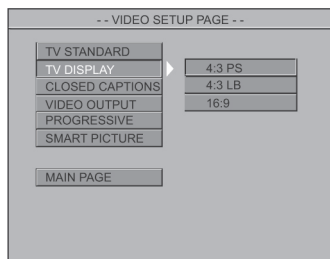 - - VIDEO SETUP PAGE - -
TV STANDARD
TV DISPLAY
4:3 PS
CLOSED CAPTIONS
4:3 LB
VIDEO OUTPUT
16:9
PROGRESSIVE
SMART PICTURE
MAIN PAGE